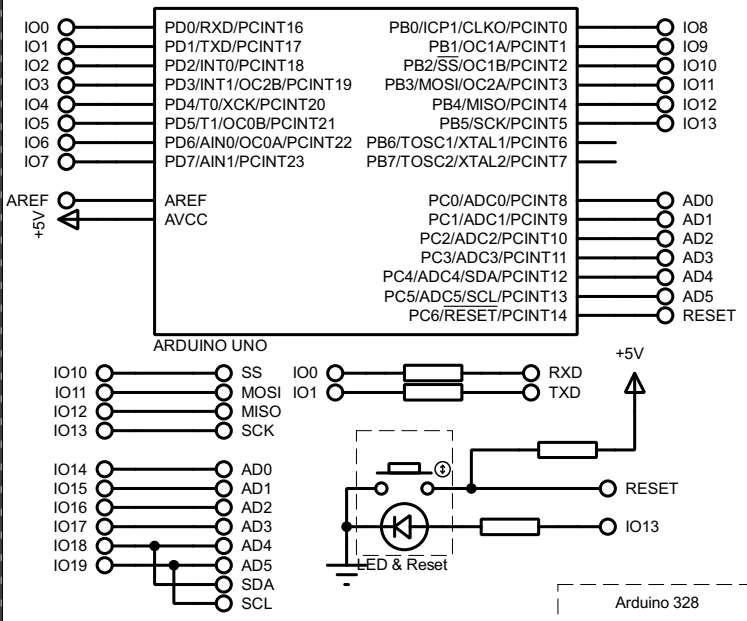 IO0 PD0/RXD/PCINT16 PB0/ICP1/CLKO/PCINT0 IO8
IO1 PD1/TXD/PCINT17 PB1/OC1A/PCINT1 IO9
IO2 PD2/INT0/PCINT18 PB2/SS/OC1B/PCINT2 IO10
IO3 PD3/INT1/OC2B/PCINT19 PB3/MOSI/OC2A/PCINT3 IO11
IO4 PD4/T0/XCK/PCINT20 PB4/MISO/PCINT4 IO12
IO5 PD5/T1/OC0B/PCINT21 PB5/SCK/PCINT5 IO13
IO6 PD6/AIN0/OC0A/PCINT22 PB6/TOSC1/XTAL1/PCINT6
IO7 PD7/AIN1/PCINT23 PB7/TOSC2/XTAL2/PCINT7
AREF AREF PC0/ADC0/PCINT8 AD0
+5V AVCC PC1/ADC1/PCINT9 AD1
PC2/ADC2/PCINT10 AD2
PC3/ADC3/PCINT11 AD3
PC4/ADC4/SDA/PCINT12 AD4
PC5/ADC5/SCL/PCINT13 AD5
PC6/RESET/PCINT14 RESET
ARDUINO UNO
+5V
IO10 SS IO0 RXD
IO11 MOSI IO1 TXD
IO12 MISO
IO13 SCK
IO14 AD0
IO15 AD1 RESET
IO16 AD2
IO17 AD3 IO13
IO18 AD4
IO19 AD5 LED & Reset
SDA
SCL
Arduino 328